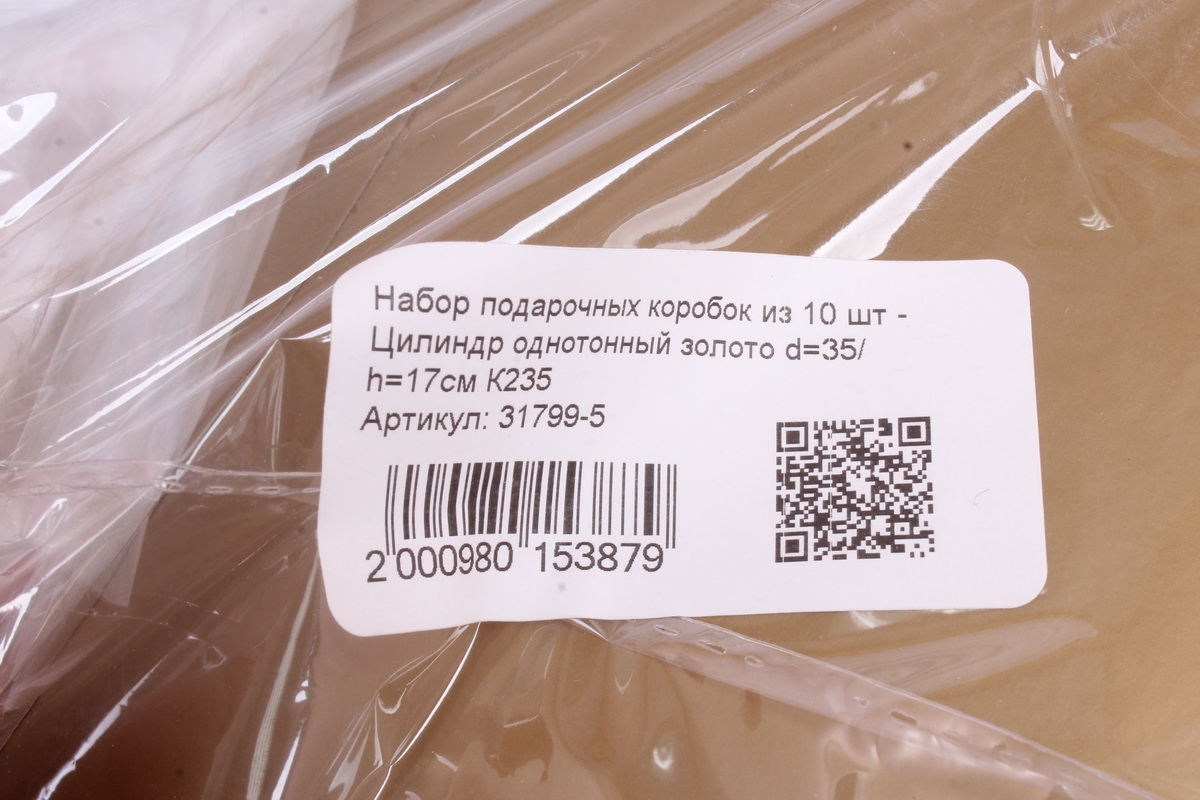 Набор подарочных коробок из 10 шт -
Цилиндр однотонный золото d=35/
h=17см К235
Артикул: 31799-5
2 000980 153879